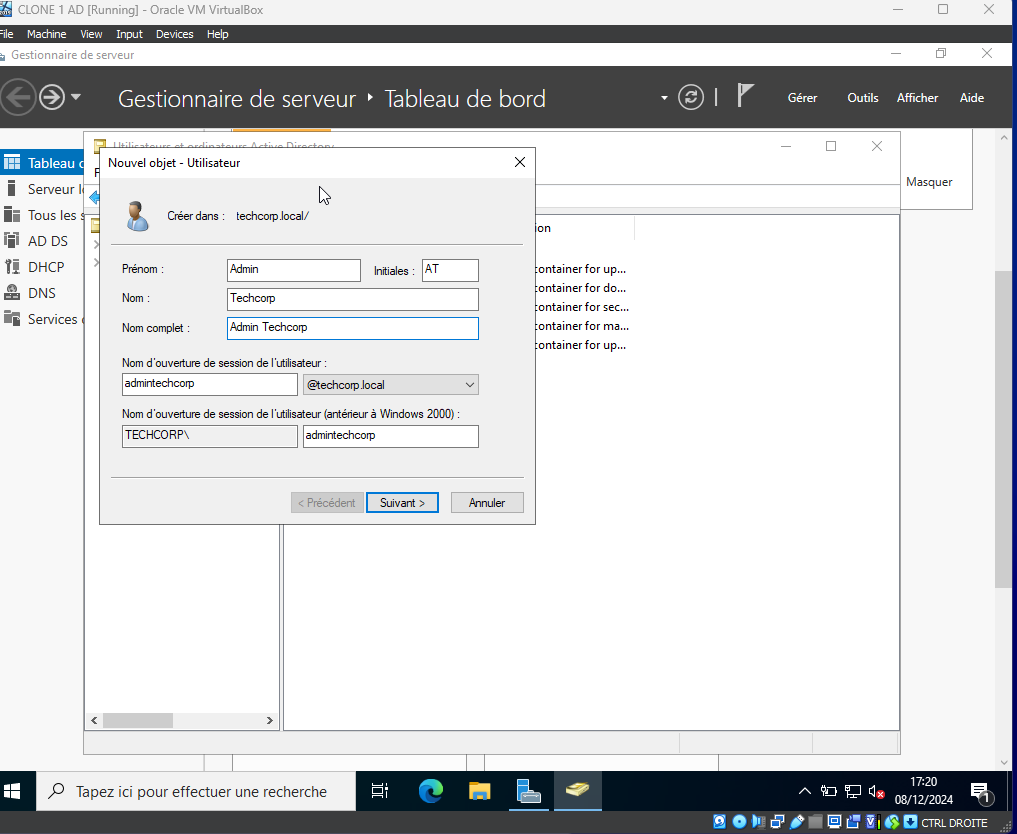 CLONE 1 AD [Running] - Oracle VM VirtualBox
File Machine View Input Devices Help
Gestionnaire de serveur
Gestionnaire de serveur Tableau de bord
Gérer Outils Afficher Aide
Utilisateurs et ordinateurs Active Directory
Nouvel objet - Utilisateur
Tableau
Serveur
Tous les
AD DS
DHCP
DNS
Services
Masquer
Créer dans : techcorp.local/
Prénom : Admin Initiales : AT
Nom : Techcorp
Nom complet : Admin Techcorp
Nom d'ouverture de session de l'utilisateur :
admintechcorp @techcorp.local
Nom d'ouverture de session de l'utilisateur (antérieur à Windows 2000) :
TECHCORP\ admintechcorp
< Précédent Suivant > Annuler
ion
container for up...
container for do...
container for sec...
container for ma...
container for up...
Tapez ici pour effectuer une recherche
17:20
08/12/2024
1
CTRL DROITE